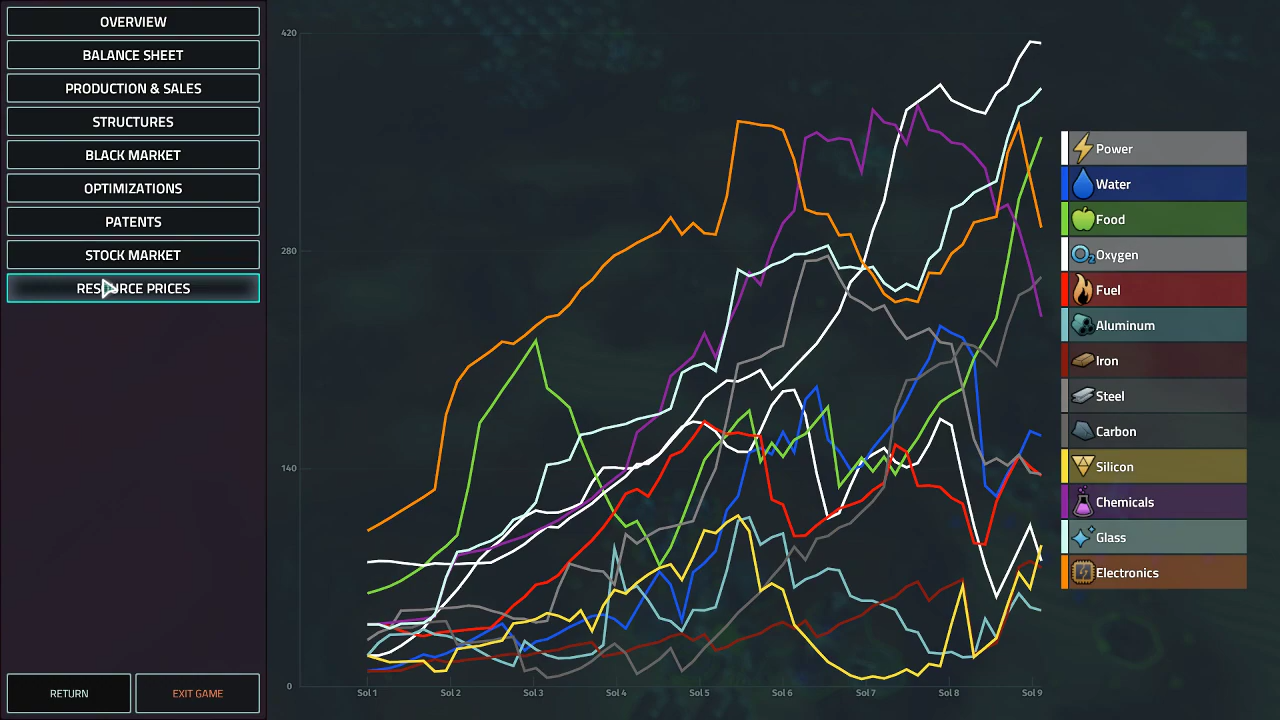 OVERVIEW
BALANCE SHEET
PRODUCTION & SALES
STRUCTURES
BLACK MARKET
OPTIMIZATIONS
PATENTS
STOCK MARKET
RESOURCE PRICES
RETURN
EXIT GAME
420
280
140
0
Sol 1
Sol 2
Sol 3
Sol 4
Sol 5
Sol 6
Sol 7
Sol 8
Sol 9
Power
Water
Food
O2 Oxygen
Fuel
Aluminum
Iron
Steel
Carbon
Silicon
Chemicals
Glass
Electronics